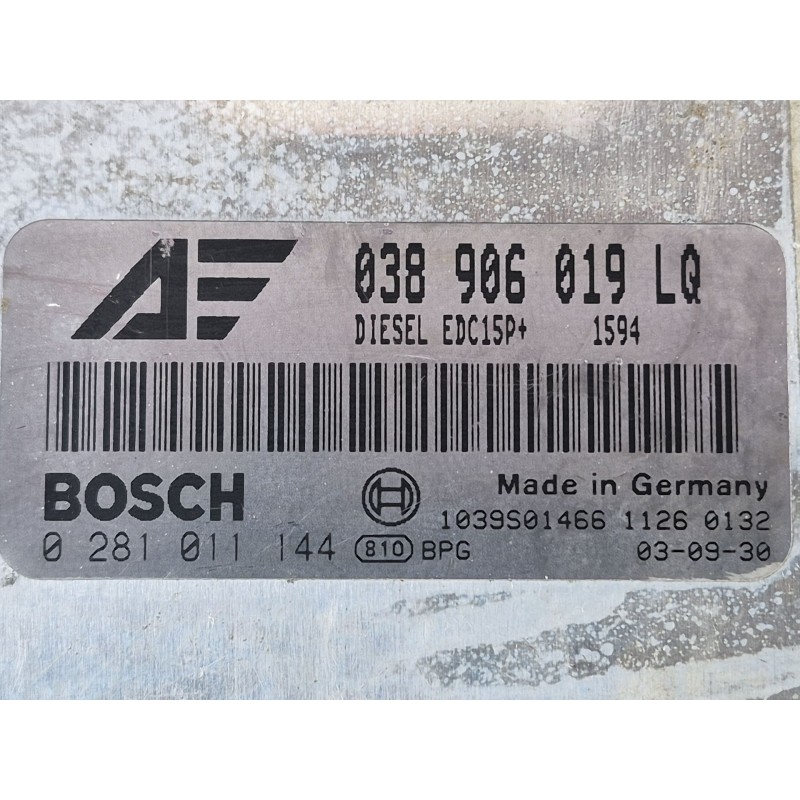 AE
038 906 019 LQ
DIESEL EDC15P+ 1594
BOSCH
Made in Germany
1039S01466 1126 0132
0 281 011 144 810 BPG 03-09-30